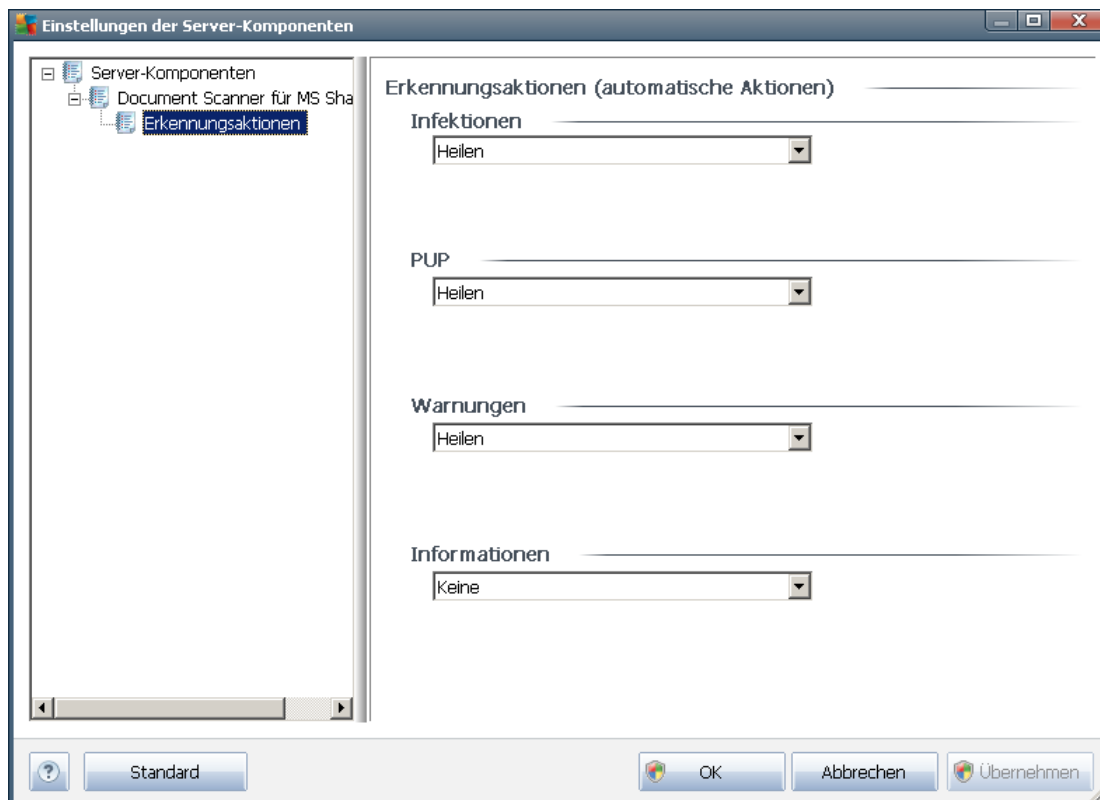 Einstellungen der Server-Komponenten
Server-Komponenten
Document Scanner für MS Sha
Erkennungsaktionen
Erkennungsaktionen (automatische Aktionen)
Infektionen
Heilen
PUP
Heilen
Warnungen
Heilen
Informationen
Keine
?
Standard
OK
Abbrechen
Übernehmen